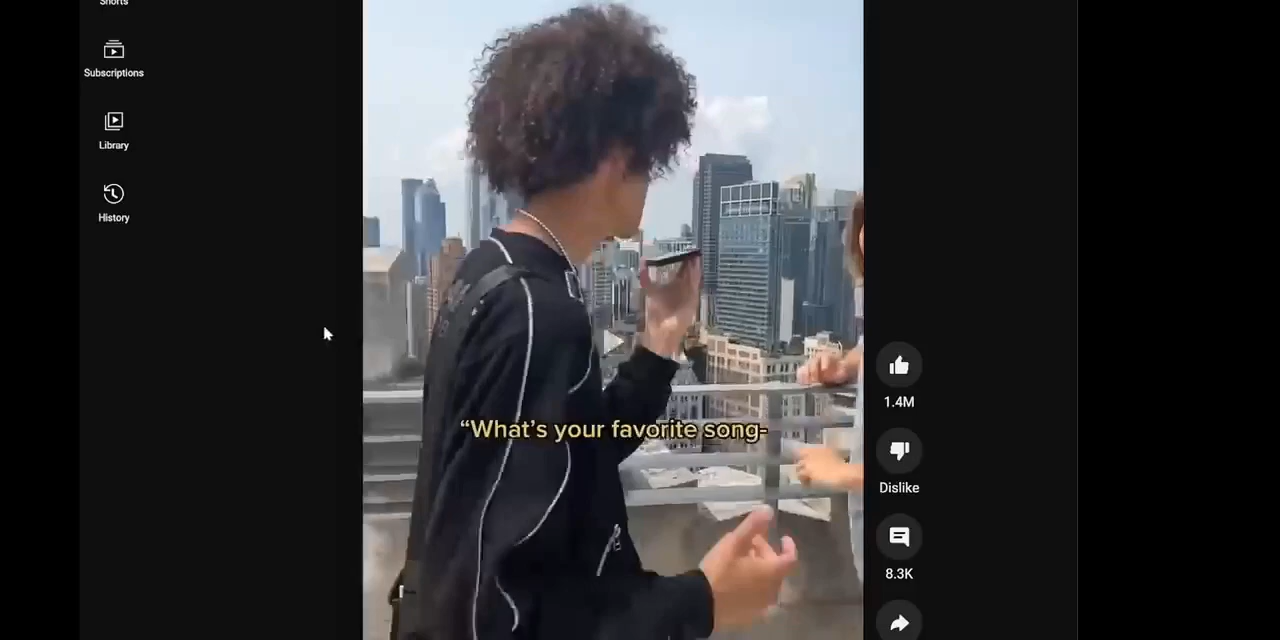 Shorts
Subscriptions
Library
History
“What’s your favorite song-
1.4M
Dislike
8.3K